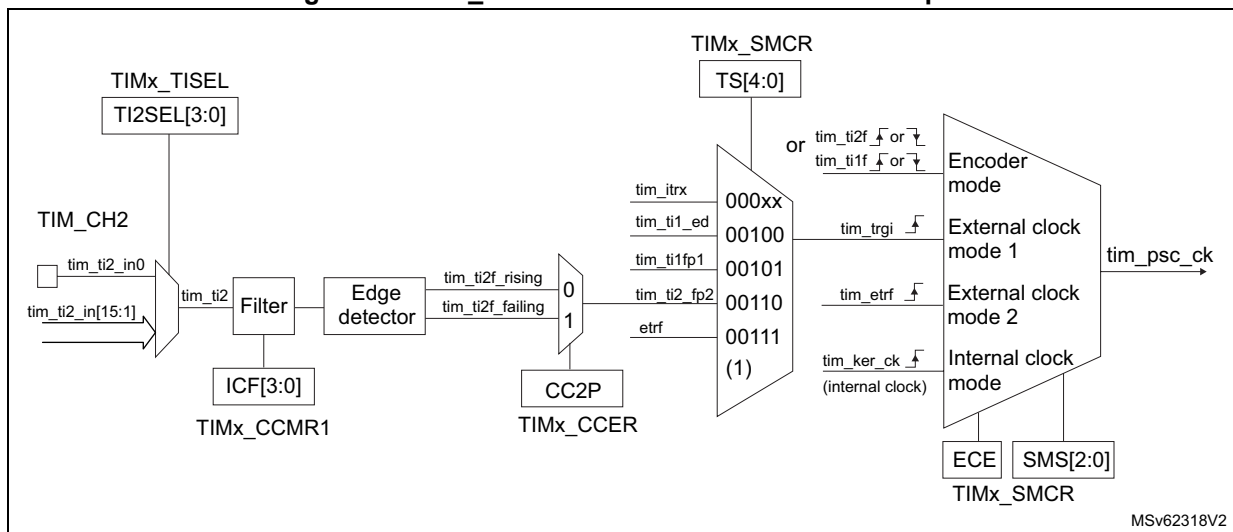 TIMx_SMCR
TS[4:0]
TIMx_TISEL
TI2SEL[3:0]
TIM_CH2
tim_ti2_in0
tim_ti2_in[15:1]
tim_ti2
Filter
ICF[3:0]
TIMx_CCMR1
Edge
detector
tim_ti2f_rising
tim_ti2f_failing
0
1
CC2P
TIMx_CCER
tim_itrx
000xx
tim_ti1_ed
00100
tim_ti1fp1
00101
tim_ti2_fp2
00110
etrf
00111
(1)
or
tim_ti2f or
tim_ti1f or
Encoder
mode
tim_trgi
External clock
mode 1
tim_etrf
External clock
mode 2
tim_ker_ck
(internal clock)
Internal clock
mode
tim_psc_ck
ECE
SMS[2:0]
TIMx_SMCR
MSv62318V2